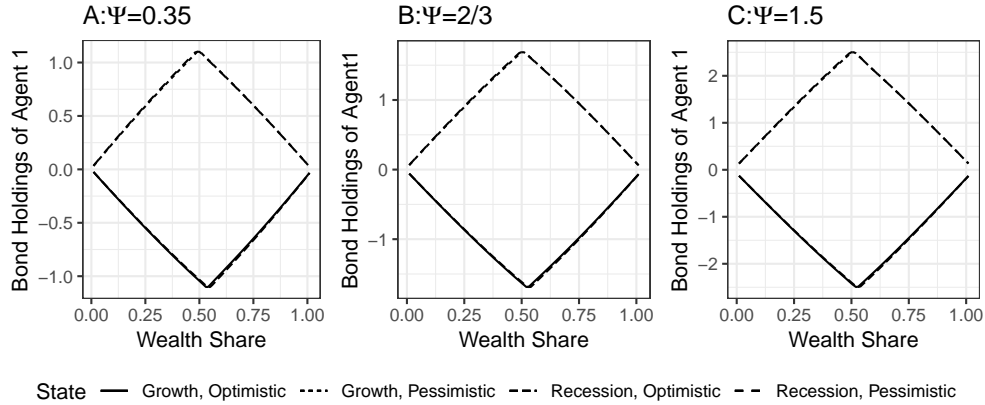 A:Ψ=0.35
B:Ψ=2/3
C:Ψ=1.5
Bond Holdings of Agent 1
1.0
0.5
0.0
−0.5
−1.0
0.00 0.25 0.50 0.75 1.00
Wealth Share
Bond Holdings of Agent1
1
0
−1
0.00 0.25 0.50 0.75 1.00
Wealth Share
Bond Holdings of Agent 1
2
1
0
−1
−2
0.00 0.25 0.50 0.75 1.00
Wealth Share
State Growth, Optimistic Growth, Pessimistic Recession, Optimistic Recession, Pessimistic